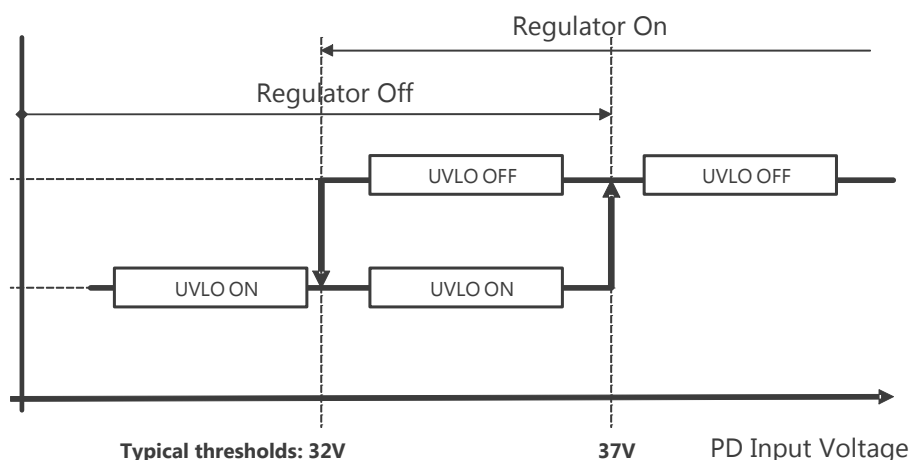 Regulator On
Regulator Off
UVLO OFF
UVLO OFF
UVLO ON
UVLO ON
Typical thresholds: 32V
37V
PD Input Voltage